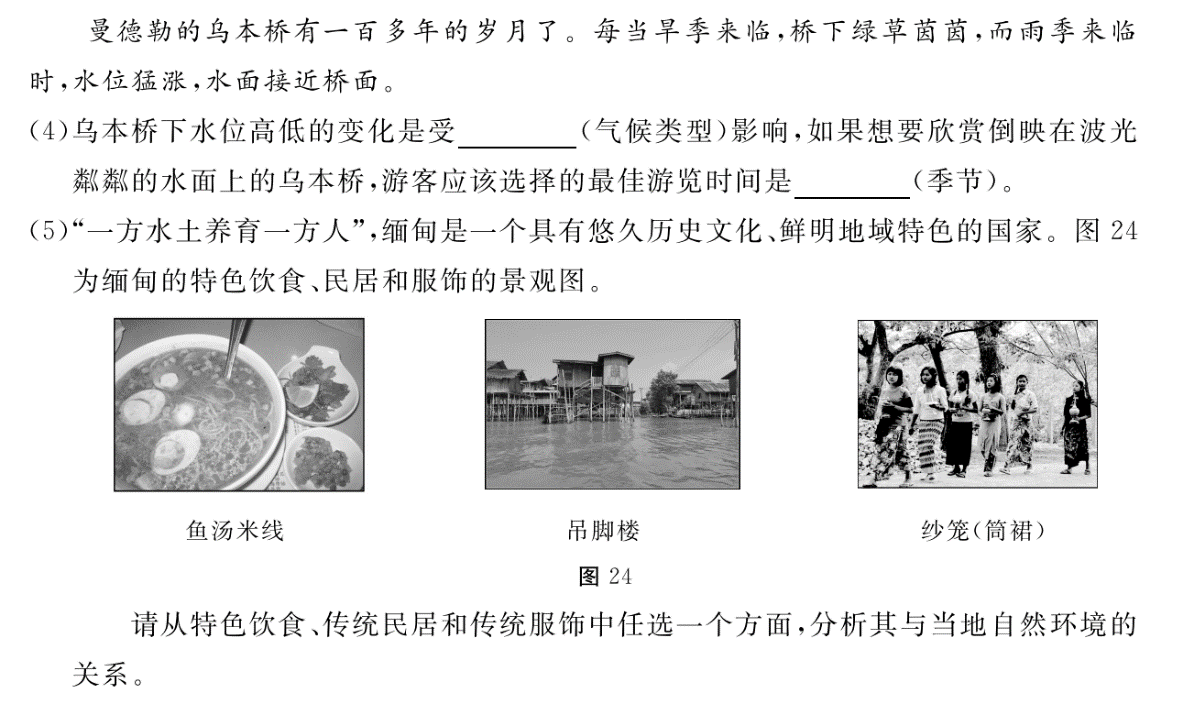 曼德勒的乌本桥有一百多年的岁月了。每当旱季来临,桥下绿草茵茵,而雨季来临
时,水位猛涨,水面接近桥面。
(4)乌本桥下水位高低的变化是受________(气候类型)影响,如果想要欣赏倒映在波光
粼粼的水面上的乌本桥,游客应该选择的最佳游览时间是________(季节)。
(5)“一方水土养育一方人”,缅甸是一个具有悠久历史文化、鲜明地域特色的国家。图 24
为缅甸的特色饮食、民居和服饰的景观图。
鱼汤米线 吊脚楼 纱笼(筒裙)
图 24
请从特色饮食、传统民居和传统服饰中任选一个方面,分析其与当地自然环境的
关系。